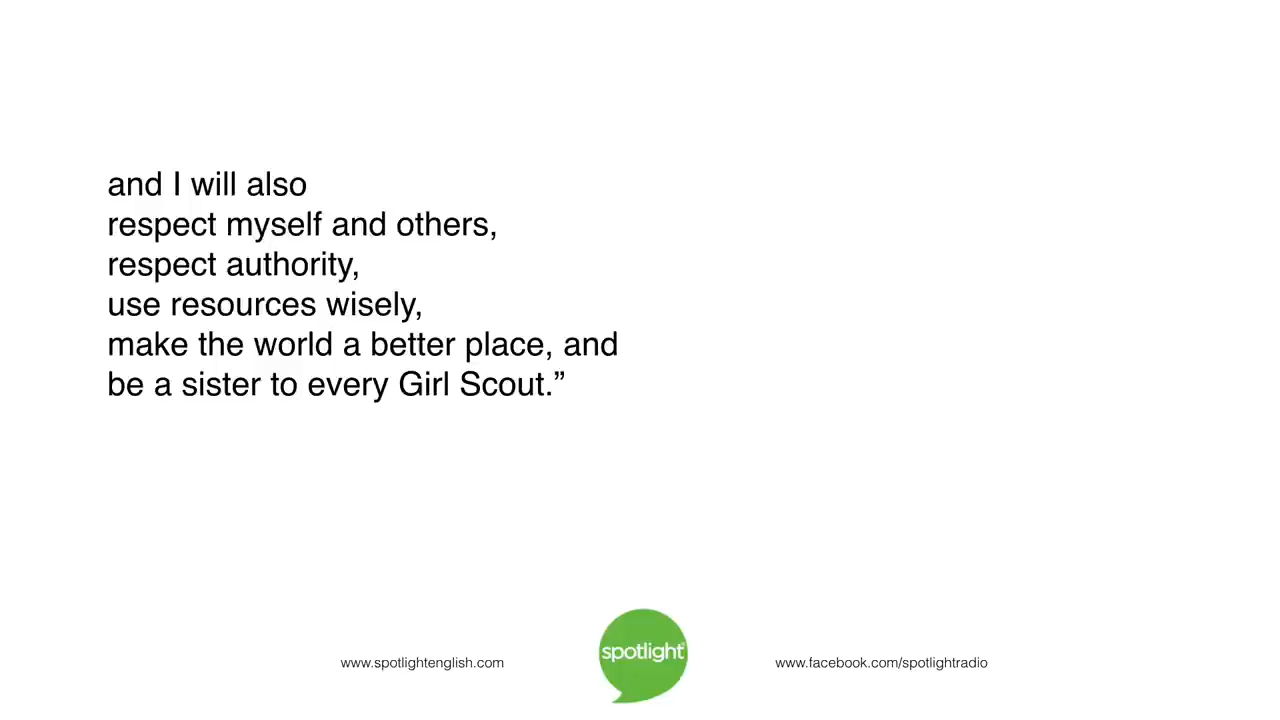 and I will also
respect myself and others,
respect authority,
use resources wisely,
make the world a better place, and
be a sister to every Girl Scout.”
www.spotlightenglish.com
spotlight
www.facebook.com/spotlightradio